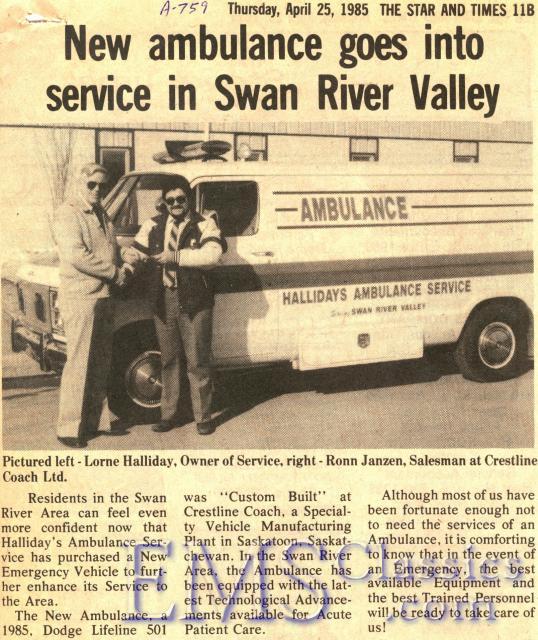 A-759
Thursday, April 25, 1985 THE STAR AND TIMES 11B
New ambulance goes into
service in Swan River Valley
AMBULANCE
HALLIDAYS AMBULANCE SERVICE
SWAN RIVER VALLEY
Pictured left - Lorne Halliday, Owner of Service, right - Ronn Janzen, Salesman at Crestline
Coach Ltd.
Residents in the Swan
River Area can feel even
more confident now that
Halliday's Ambulance Ser-
vice has purchased a New
Emergency Vehicle to fur-
ther enhance its Service to
the Area.
The New Ambulance, a
1985, Dodge Lifeline 501
was "Custom Built" at
Crestline Coach, a Special-
ty Vehicle Manufacturing
Plant in Saskatoon, Saskat-
chewan. In the Swan River
Area, the Ambulance has
been equipped with the lat-
est Technological Advance-
ments available for Acute
Patient Care.
Although most of us have
been fortunate enough not
to need the services of an
Ambulance, it is comforting
to know that in the event of
an Emergency, the best
available Equipment and
the best Trained Personnel
will be ready to take care of
us!
EMS
.com